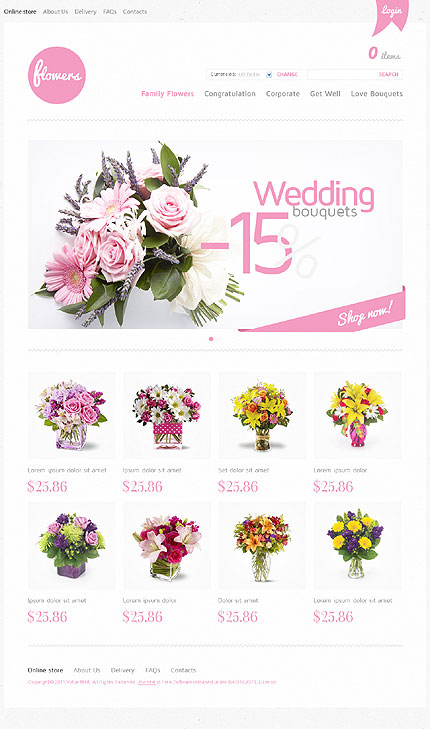 Online store About Us Delivery FAQs Contacts
login
0 items
flowers
Currencies: US Dollar CHANGE SEARCH
Family Flowers Congratulation Corporate Get Well Love Bouquets
Wedding
bouquets
-15%
Shop now!
Lorem ipsum dolor sit amet Ipsum dolor sit amet Set dolor sit amet Lorem ipsum dolor
$25.86 $25.86 $25.86 $25.86
Ipsum dolor sit amet Lorem ipsum dolor Dolor sit amet Lorem ipsum dolor sit amet
$25.86 $25.86 $25.86 $25.86
Online store About Us Delivery FAQs Contacts